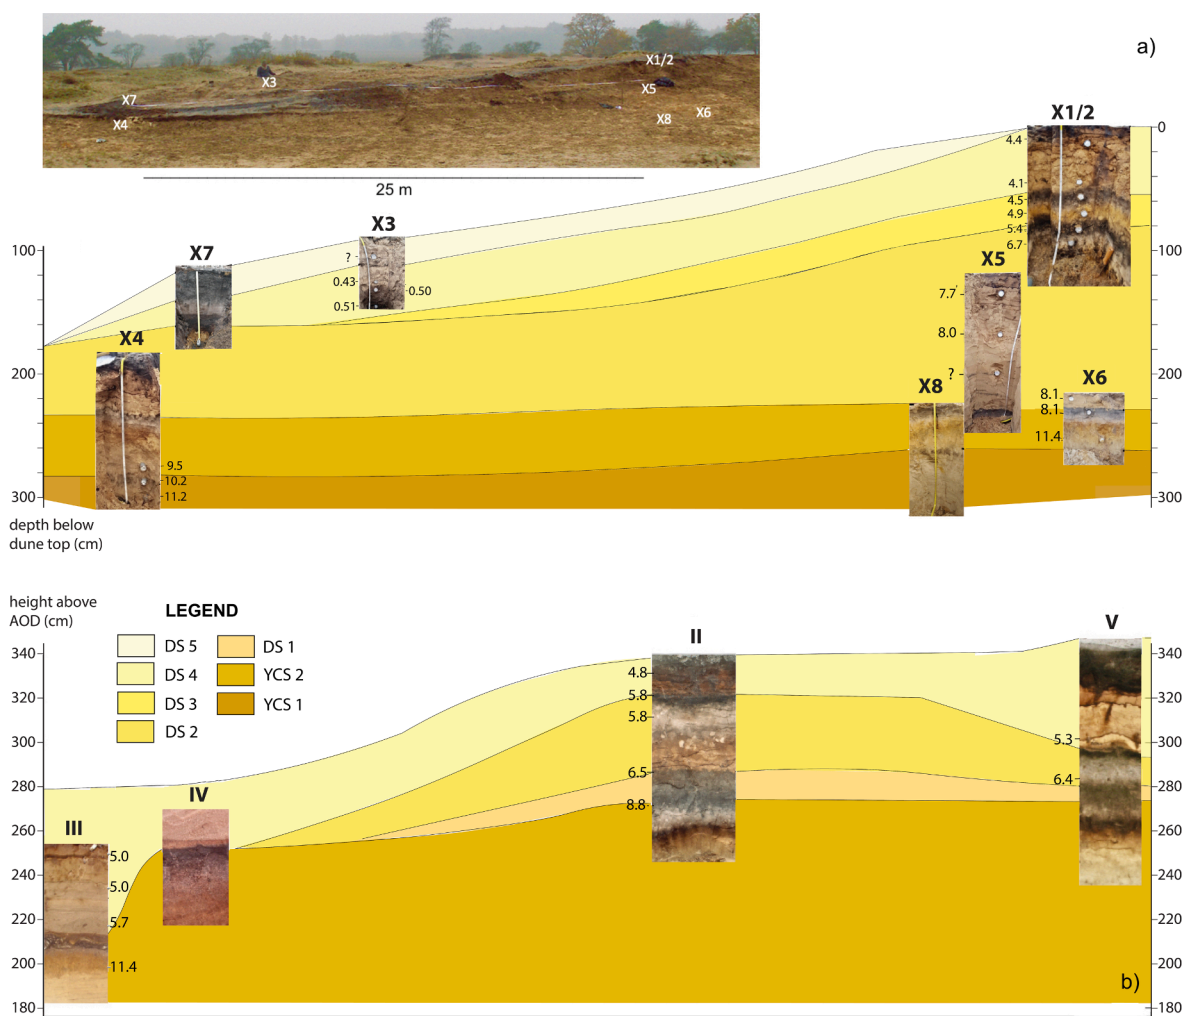 a)
X1/2
X3
X5
X7
X6
X4
X8
25 m
X1/2
0
4.4
4.1
4.5
4.9
5.4
6.7
X3
?
0.43
0.50
0.51
X7
100
100
X5
7.7
8.0
?
X4
200
200
X8
X6
8.1
8.1
11.4
9.5
10.2
11.2
300
300
depth below
dune top (cm)
height above
AOD (cm)
LEGEND
DS 5
DS 1
DS 4
YCS 2
DS 3
YCS 1
DS 2
II
V
340
340
4.8
5.8
320
320
5.8
300
5.3
300
6.5
6.4
280
280
IV
8.8
III
260
260
5.0
240
5.0
240
220
5.7
220
200
11.4
200
b)
180
180